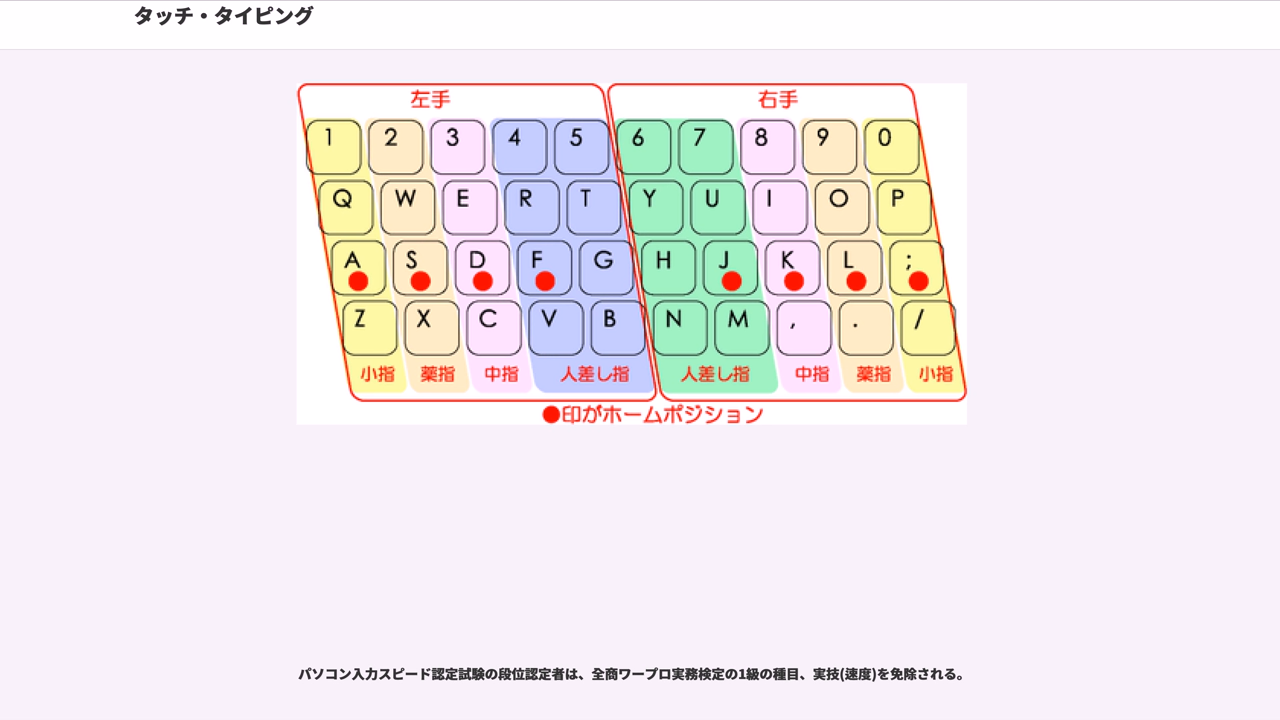 タッチ・タイピング
左手 右手
1 2 3 4 5 6 7 8 9 0
Q W E R T Y U I O P
A S D F G H J K L ;
Z X C V B N M , . /
小指 薬指 中指 人差し指 人差し指 中指 薬指 小指
●印がホームポジション
パソコン入力スピード認定試験の段位認定者は、全商ワープロ実務検定の1級の種目、実技(速度)を免除される。